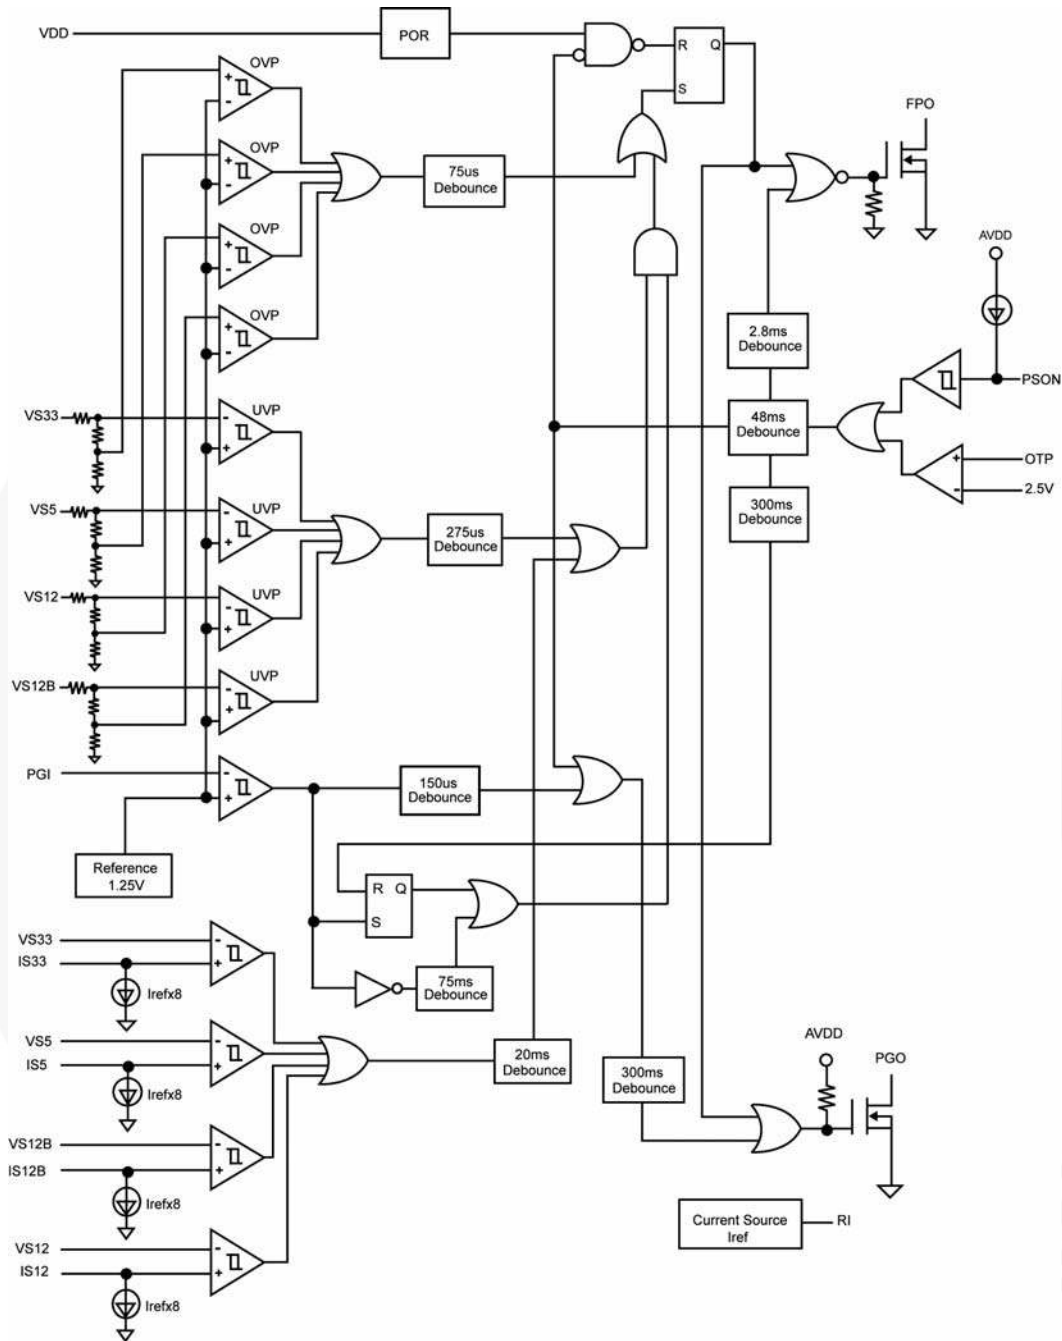 VDD
POR
R Q
S
OVP
+
-
FPO
OVP
+
-
75us
Debounce
OVP
+
-
AVDD
OVP
+
-
2.8ms
Debounce
PSON
VS33
UVP
-
+
48ms
Debounce
OTP
+
2.5V
-
300ms
Debounce
VS5
UVP
-
+
275us
Debounce
VS12
UVP
-
+
VS12B
UVP
-
+
PGI
-
+
150us
Debounce
Reference
1.25V
R Q
S
75ms
Debounce
VS33
-
IS33
+
Irefx8
VS5
-
IS5
+
Irefx8
20ms
Debounce
300ms
Debounce
AVDD
PGO
VS12B
-
IS12B
+
Irefx8
Current Source
Iref
RI
VS12
-
IS12
+
Irefx8